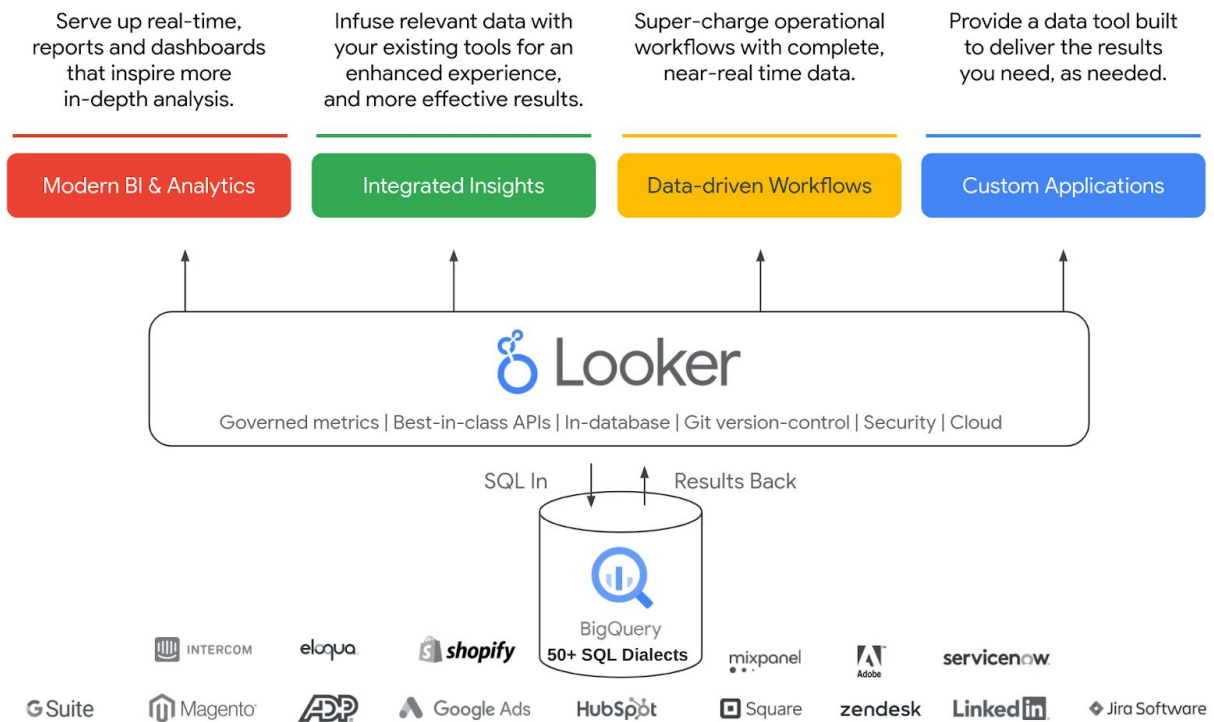 Serve up real-time,
reports and dashboards
that inspire more
in-depth analysis.
Infuse relevant data with
your existing tools for an
enhanced experience,
and more effective results.
Super-charge operational
workflows with complete,
near-real time data.
Provide a data tool built
to deliver the results
you need, as needed.
Modern BI & Analytics
Integrated Insights
Data-driven Workflows
Custom Applications
Looker
Governed metrics | Best-in-class APIs | In-database | Git version-control | Security | Cloud
SQL In
Results Back
BigQuery
50+ SQL Dialects
INTERCOM
eloqua
shopify
mixpanel
Adobe
servicenow
G Suite
Magento
ADP
Google Ads
HubSpot
Square
zendesk
Linked in
Jira Software